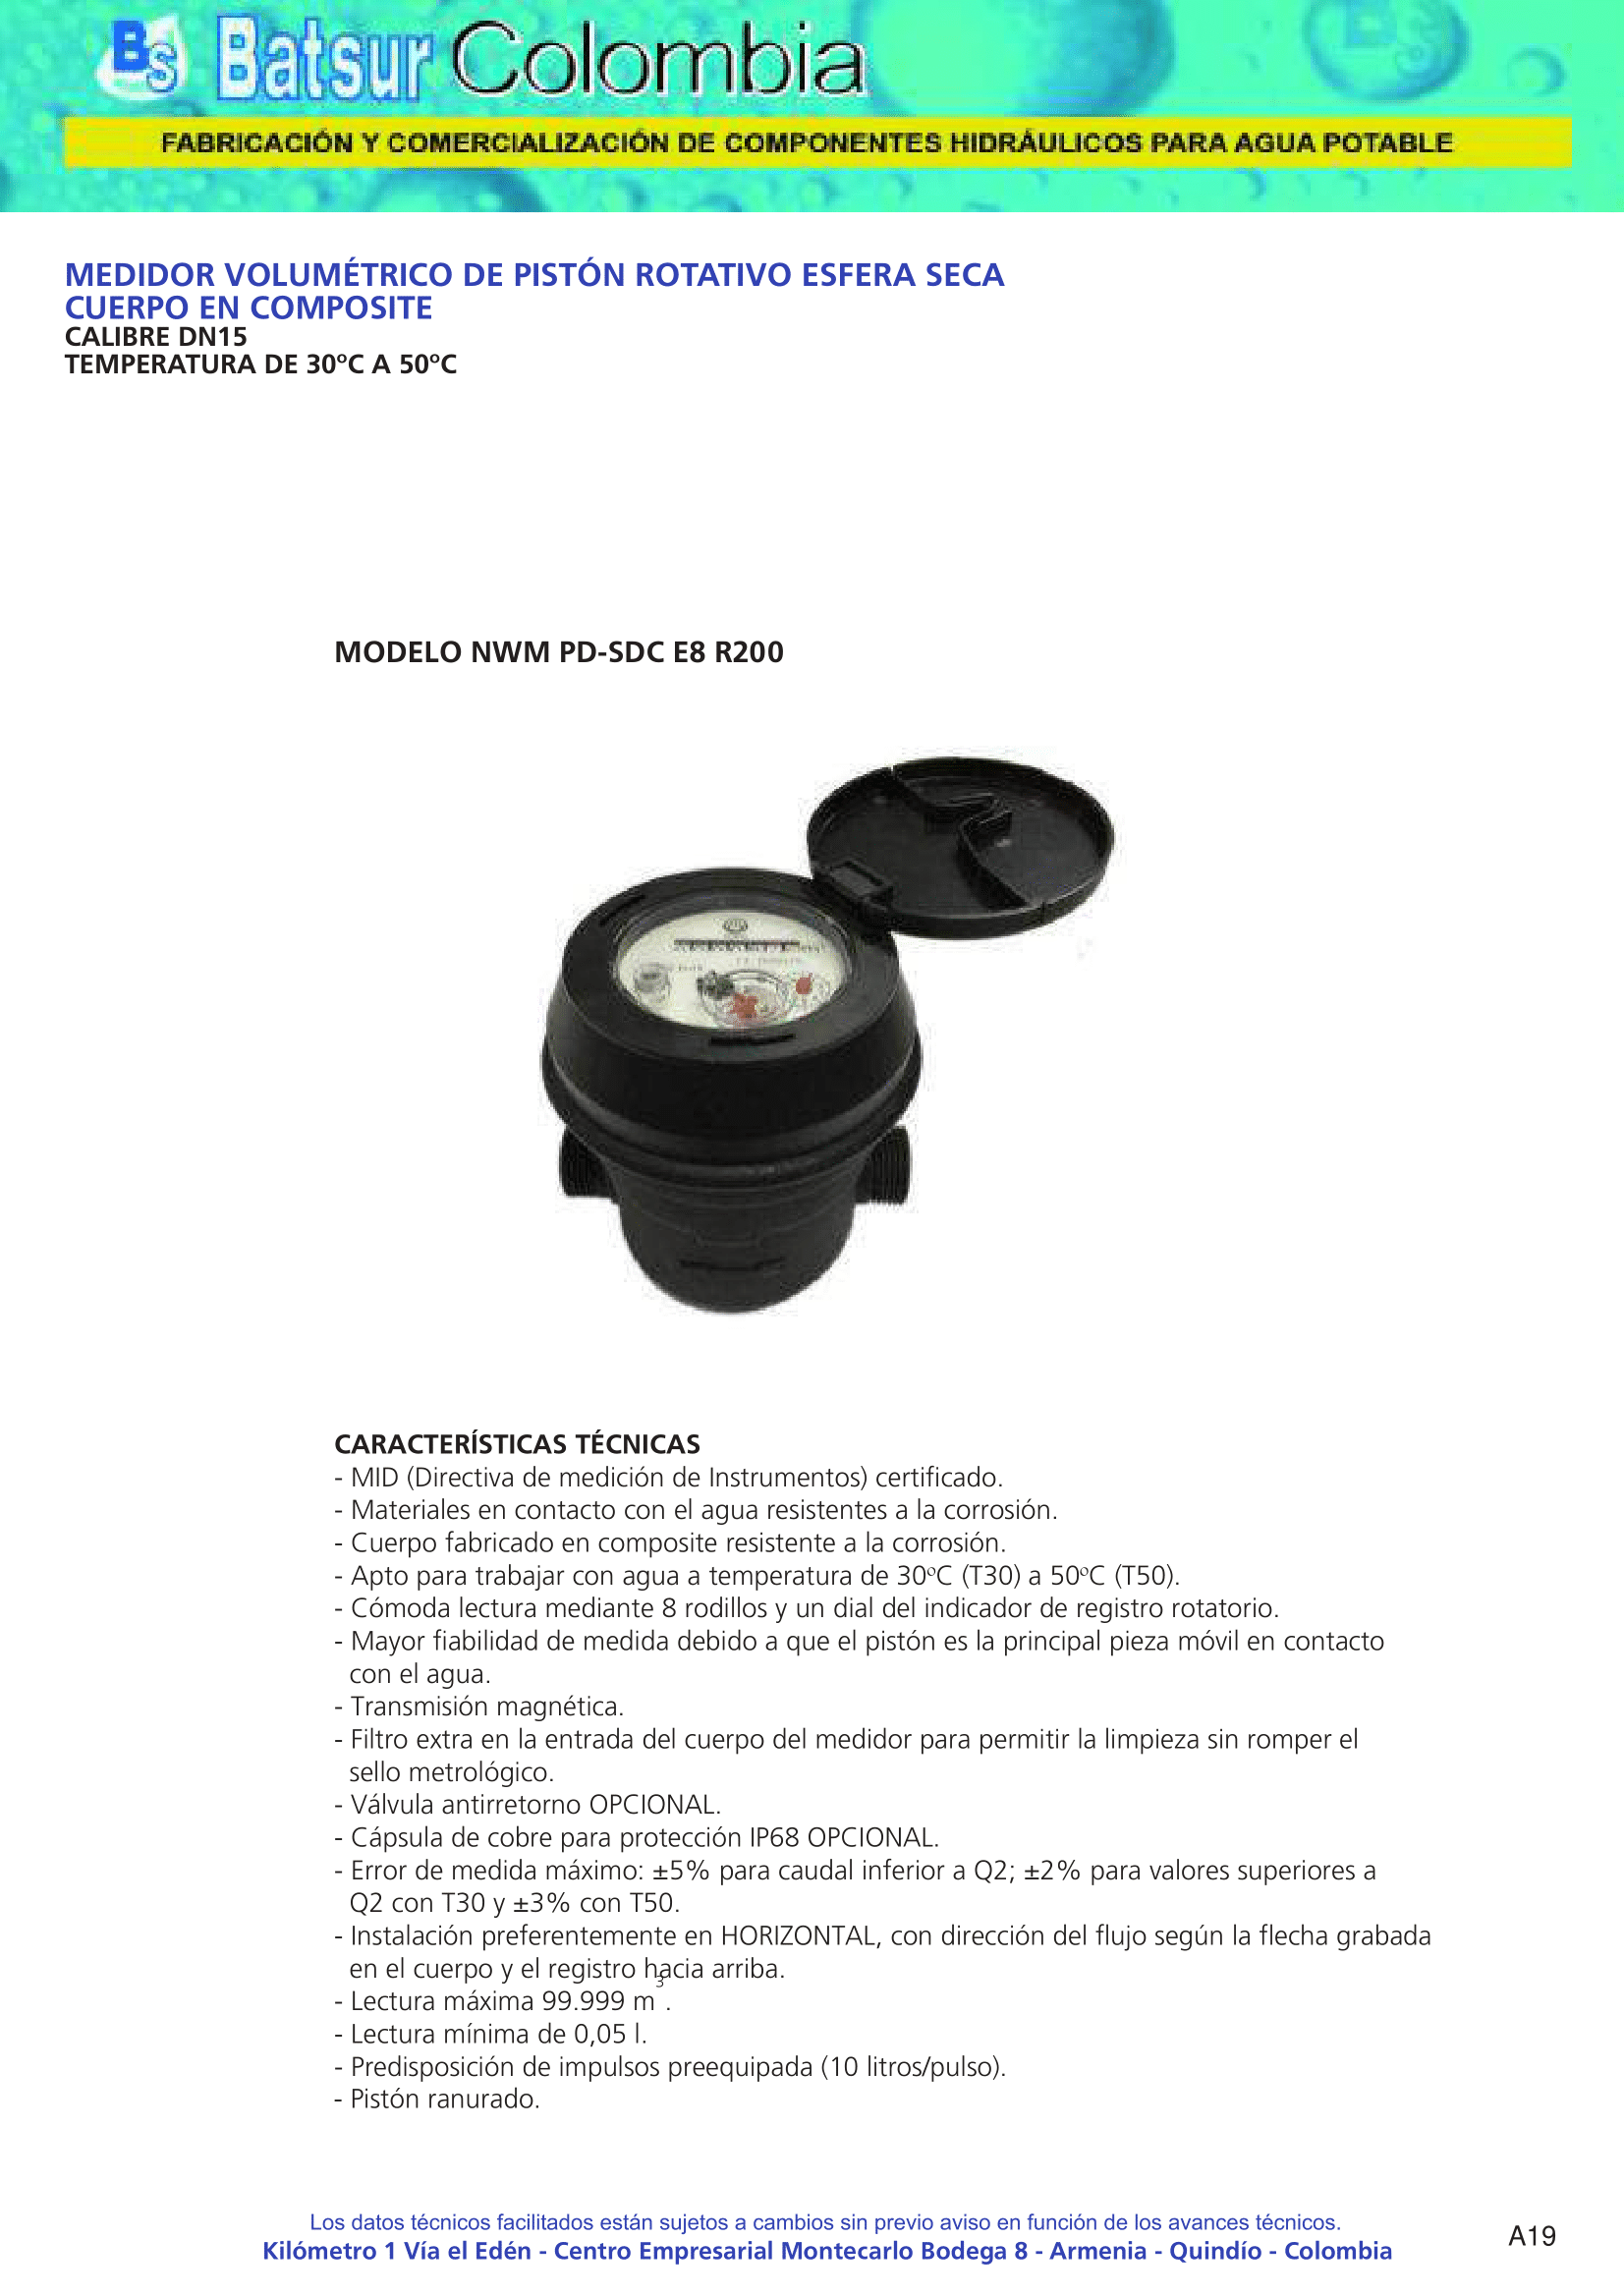 Bs Batsur Colombia
FABRICACIÓN Y COMERCIALIZACIÓN DE COMPONENTES HIDRÁULICOS PARA AGUA POTABLE
MEDIDOR VOLUMÉTRICO DE PISTÓN ROTATIVO ESFERA SECA
CUERPO EN COMPOSITE
CALIBRE DN15
TEMPERATURA DE 30ºC A 50ºC
MODELO NWM PD-SDC E8 R200
CARACTERÍSTICAS TÉCNICAS
- MID (Directiva de medición de Instrumentos) certificado.
- Materiales en contacto con el agua resistentes a la corrosión.
- Cuerpo fabricado en composite resistente a la corrosión.
- Apto para trabajar con agua a temperatura de 30ºC (T30) a 50ºC (T50).
- Cómoda lectura mediante 8 rodillos y un dial del indicador de registro rotatorio.
- Mayor fiabilidad de medida debido a que el pistón es la principal pieza móvil en contacto
con el agua.
- Transmisión magnética.
- Filtro extra en la entrada del cuerpo del medidor para permitir la limpieza sin romper el
sello metrológico.
- Válvula antirretorno OPCIONAL.
- Cápsula de cobre para protección IP68 OPCIONAL.
- Error de medida máximo: ±5% para caudal inferior a Q2; ±2% para valores superiores a
Q2 con T30 y ±3% con T50.
- Instalación preferentemente en HORIZONTAL, con dirección del flujo según la flecha grabada
en el cuerpo y el registro hacia arriba.
- Lectura máxima 99.999 m³.
- Lectura mínima de 0,05 l.
- Predisposición de impulsos preequipada (10 litros/pulso).
- Pistón ranurado.
Los datos técnicos facilitados están sujetos a cambios sin previo aviso en función de los avances técnicos.
Kilómetro 1 Vía el Edén - Centro Empresarial Montecarlo Bodega 8 - Armenia - Quindío - Colombia
A19